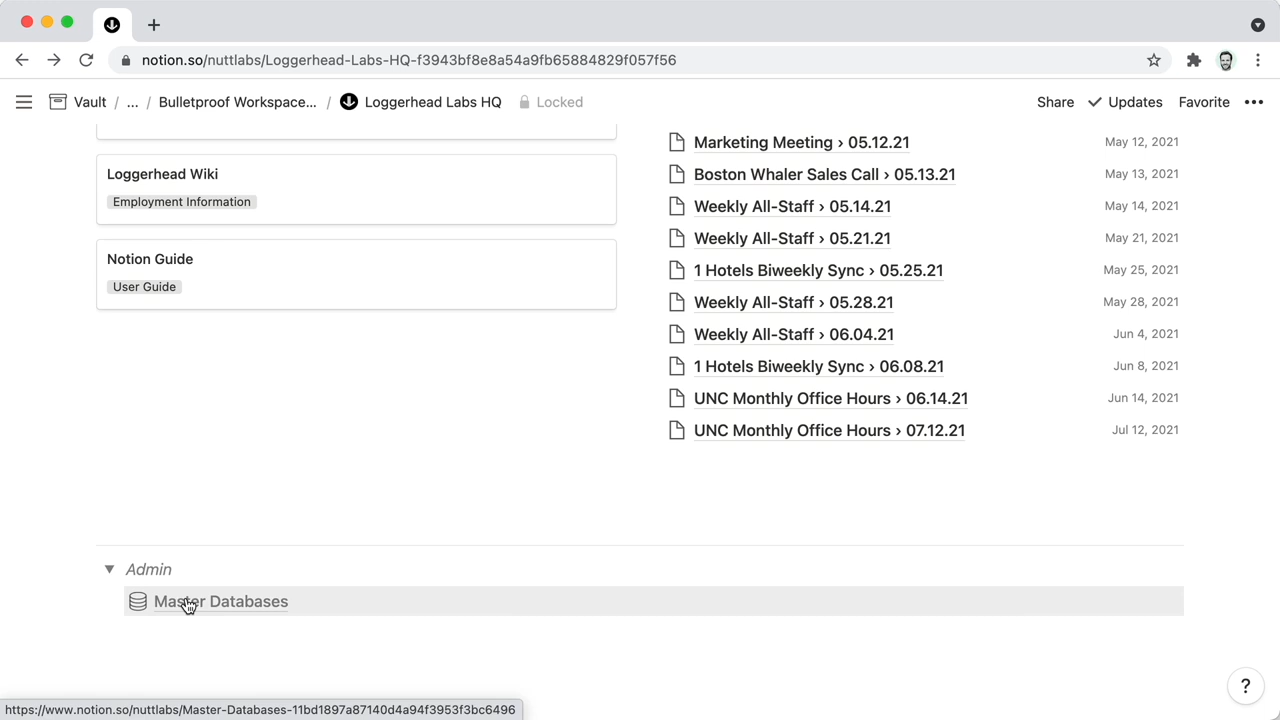 notion.so/nuttlabs/Loggerhead-Labs-HQ-f3943bf8e8a54a9fb65884829f057f56
Vault / ... / Bulletproof Workspace... / Loggerhead Labs HQ Locked Share Updates Favorite
Loggerhead Wiki
Employment Information
Notion Guide
User Guide
Marketing Meeting › 05.12.21 May 12, 2021
Boston Whaler Sales Call › 05.13.21 May 13, 2021
Weekly All-Staff › 05.14.21 May 14, 2021
Weekly All-Staff › 05.21.21 May 21, 2021
1 Hotels Biweekly Sync › 05.25.21 May 25, 2021
Weekly All-Staff › 05.28.21 May 28, 2021
Weekly All-Staff › 06.04.21 Jun 4, 2021
1 Hotels Biweekly Sync › 06.08.21 Jun 8, 2021
UNC Monthly Office Hours › 06.14.21 Jun 14, 2021
UNC Monthly Office Hours › 07.12.21 Jul 12, 2021
Admin
Master Databases
?
https://www.notion.so/nuttlabs/Master-Databases-11bd1897a87140d4a94f3953f3bc6496